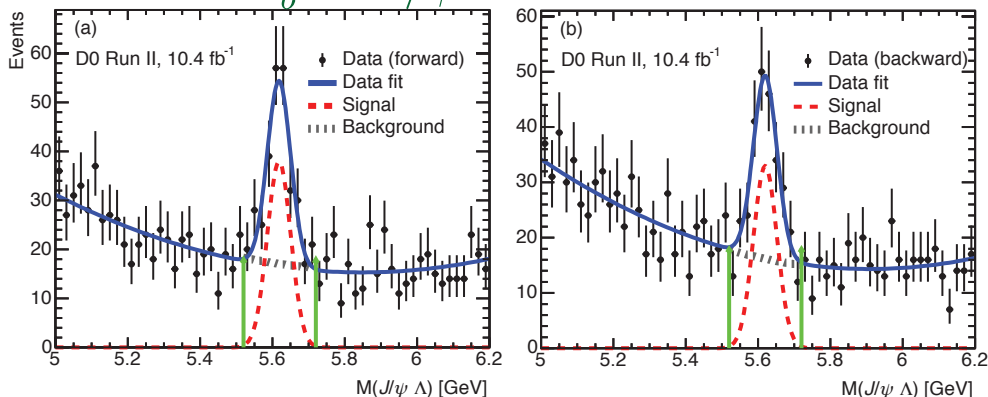 (a)
D0 Run II, 10.4 fb⁻¹
Data (forward)
Data fit
Signal
Background
Events
60
50
40
30
20
10
0
5
5.2
5.4
5.6
5.8
6
6.2
M(J/ψ Λ) [GeV]
(b)
D0 Run II, 10.4 fb⁻¹
Data (backward)
Data fit
Signal
Background
60
50
40
30
20
10
0
5
5.2
5.4
5.6
5.8
6
6.2
M(J/ψ Λ) [GeV]